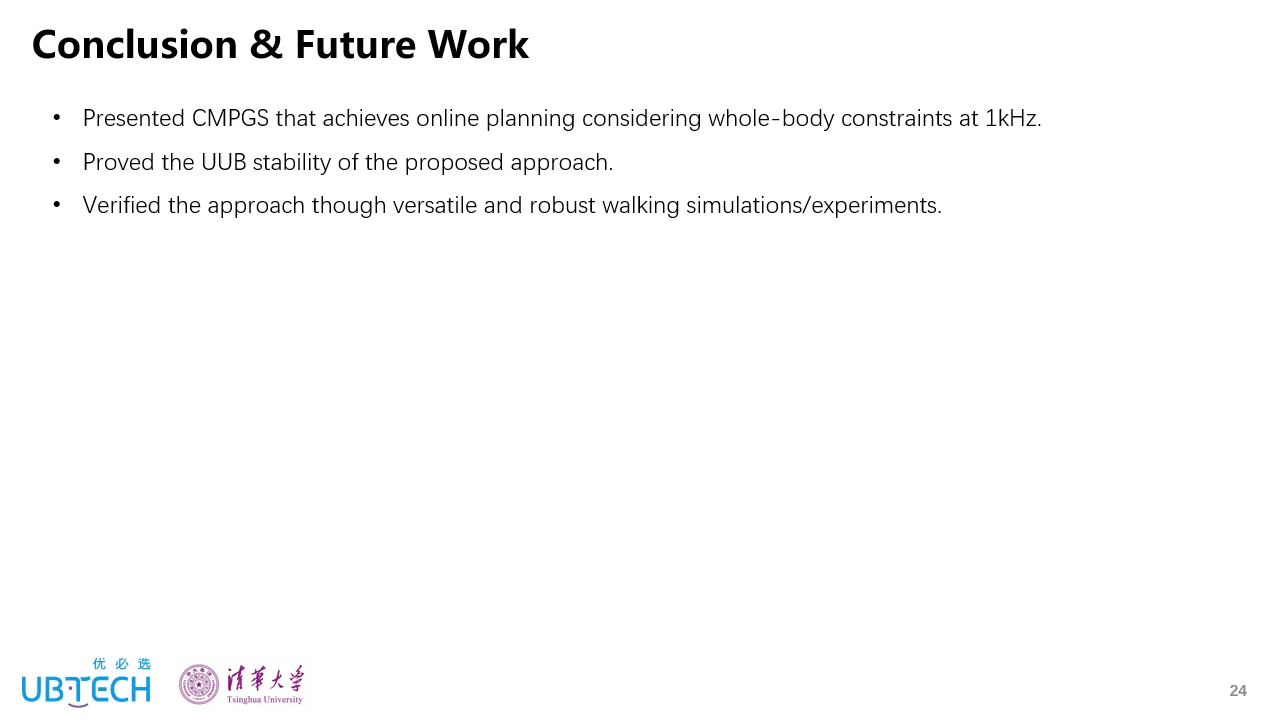 Conclusion & Future Work
• Presented CMPGS that achieves online planning considering whole-body constraints at 1kHz.
• Proved the UUB stability of the proposed approach.
• Verified the approach though versatile and robust walking simulations/experiments.
优必选
UBTECH
清华大学
Tsinghua University
24